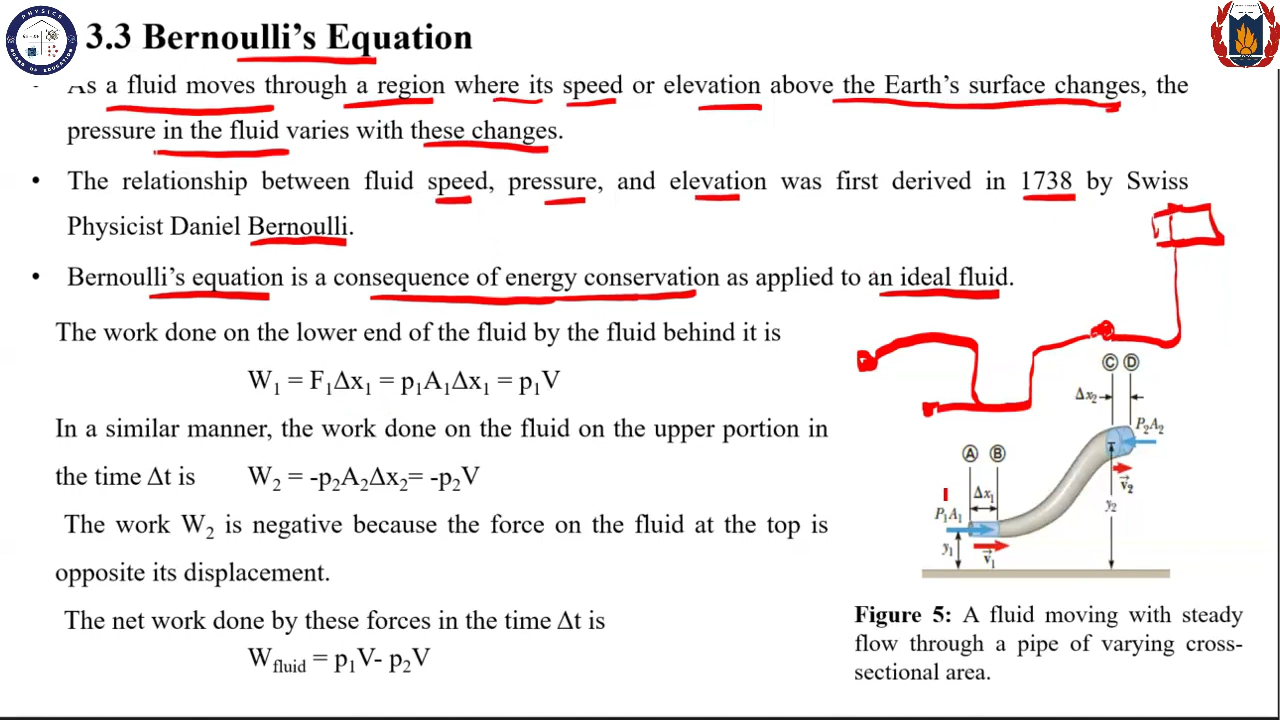 3.3 Bernoulli's Equation
PHYSICS
• As a fluid moves through a region where its speed or elevation above the Earth's surface changes, the
pressure in the fluid varies with these changes.
• The relationship between fluid speed, pressure, and elevation was first derived in 1738 by Swiss
Physicist Daniel Bernoulli.
• Bernoulli's equation is a consequence of energy conservation as applied to an ideal fluid.
The work done on the lower end of the fluid by the fluid behind it is
W₁ = F₁Δx₁ = p₁A₁Δx₁ = p₁V
In a similar manner, the work done on the fluid on the upper portion in
the time Δt is W₂ = -p₂A₂Δx₂= -p₂V
The work W₂ is negative because the force on the fluid at the top is
opposite its displacement.
The net work done by these forces in the time Δt is
W_fluid = p₁V- p₂V
Ⓒ Ⓓ
Δx₂
P₂A₂
Ⓐ Ⓑ
v₂
Δx₁
y₂
P₁A₁
y₁
v₁
Figure 5: A fluid moving with steady
flow through a pipe of varying cross-
sectional area.